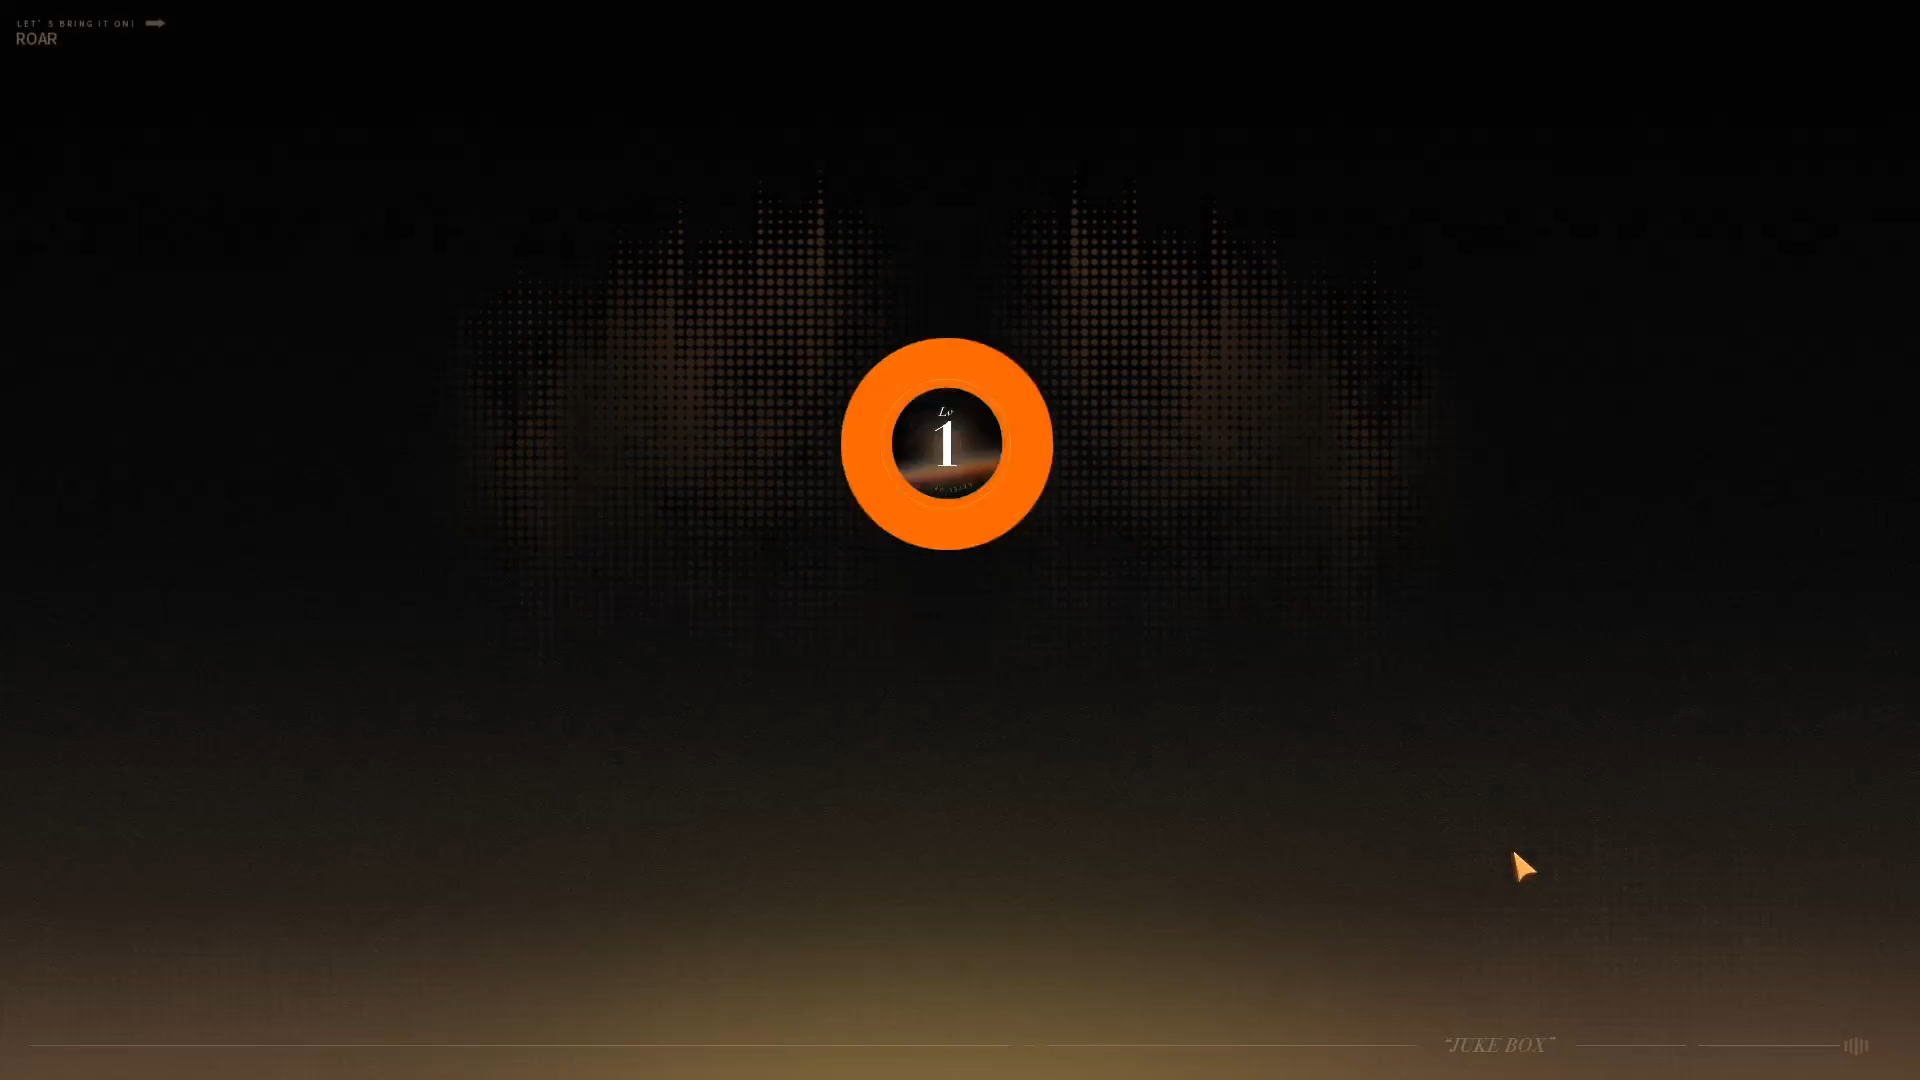 LET'S BRING IT ON!
ROAR
Lv
1
"JUKE BOX"